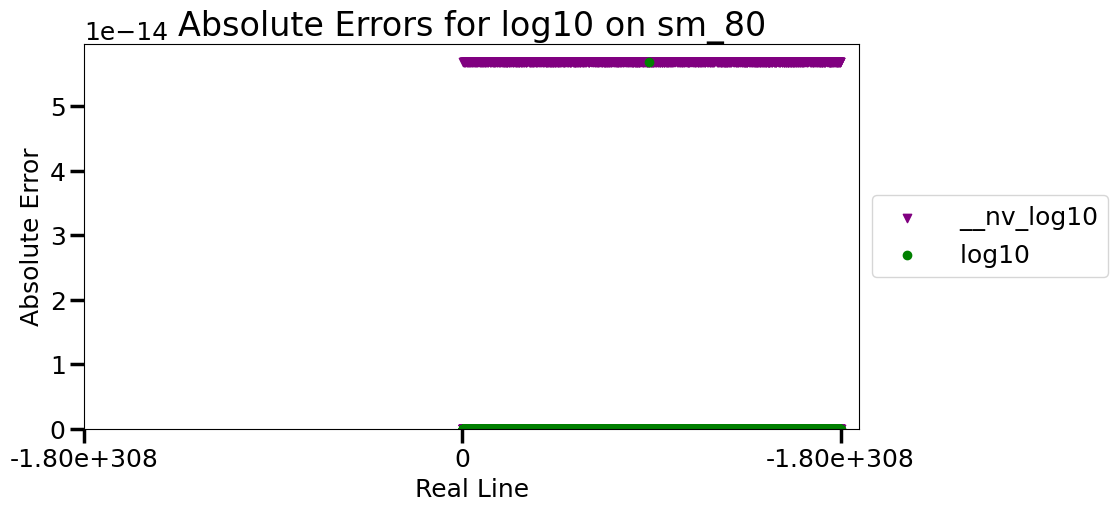 Absolute Errors for log10 on sm_80
1e−14
5
4
3
2
1
0
Absolute Error
-1.80e+308
0
-1.80e+308
Real Line
__nv_log10
log10